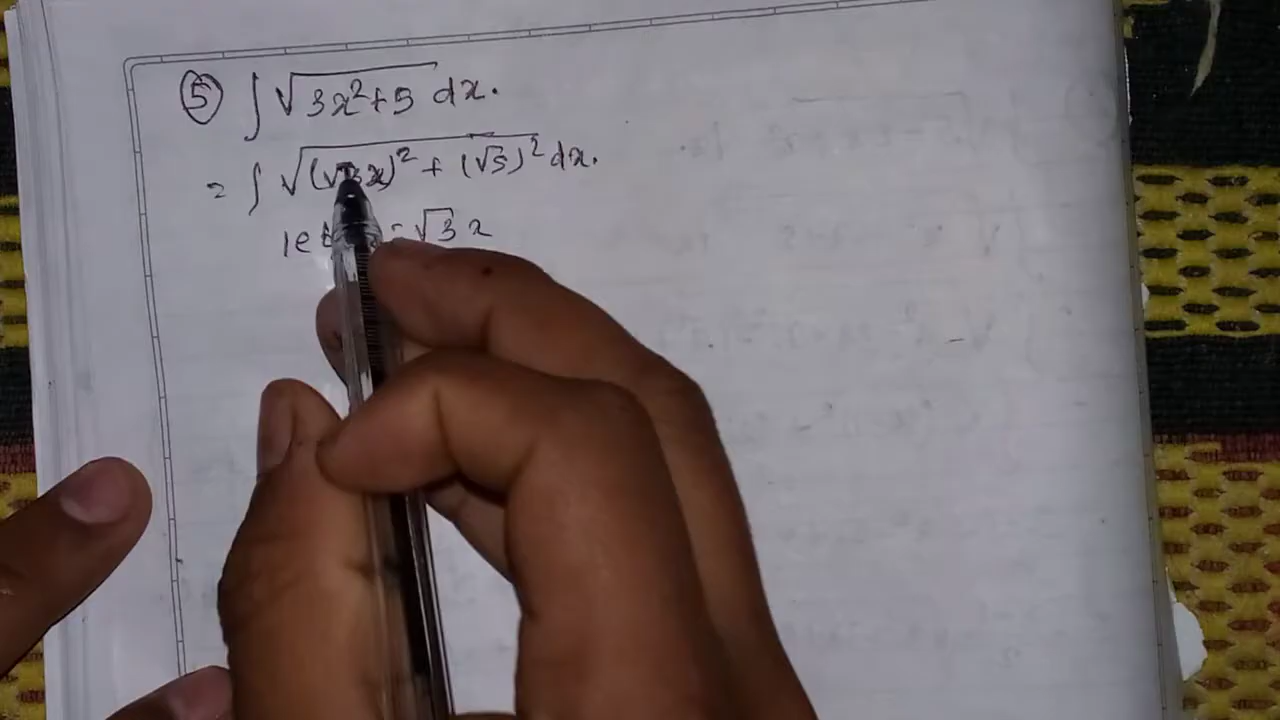 ⑤ ∫ √3x²+5 dx.
= ∫ √(√3x)² + (√5)² dx.
let = √3 x